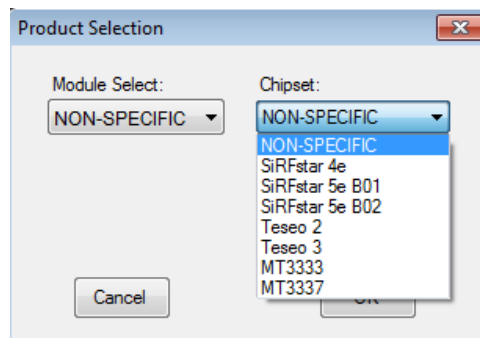 Product Selection
Module Select:
Chipset:
NON-SPECIFIC
NON-SPECIFIC
NON-SPECIFIC
SiRFstar 4e
SiRFstar 5e B01
SiRFstar 5e B02
Teseo 2
Teseo 3
MT3333
MT3337
Cancel